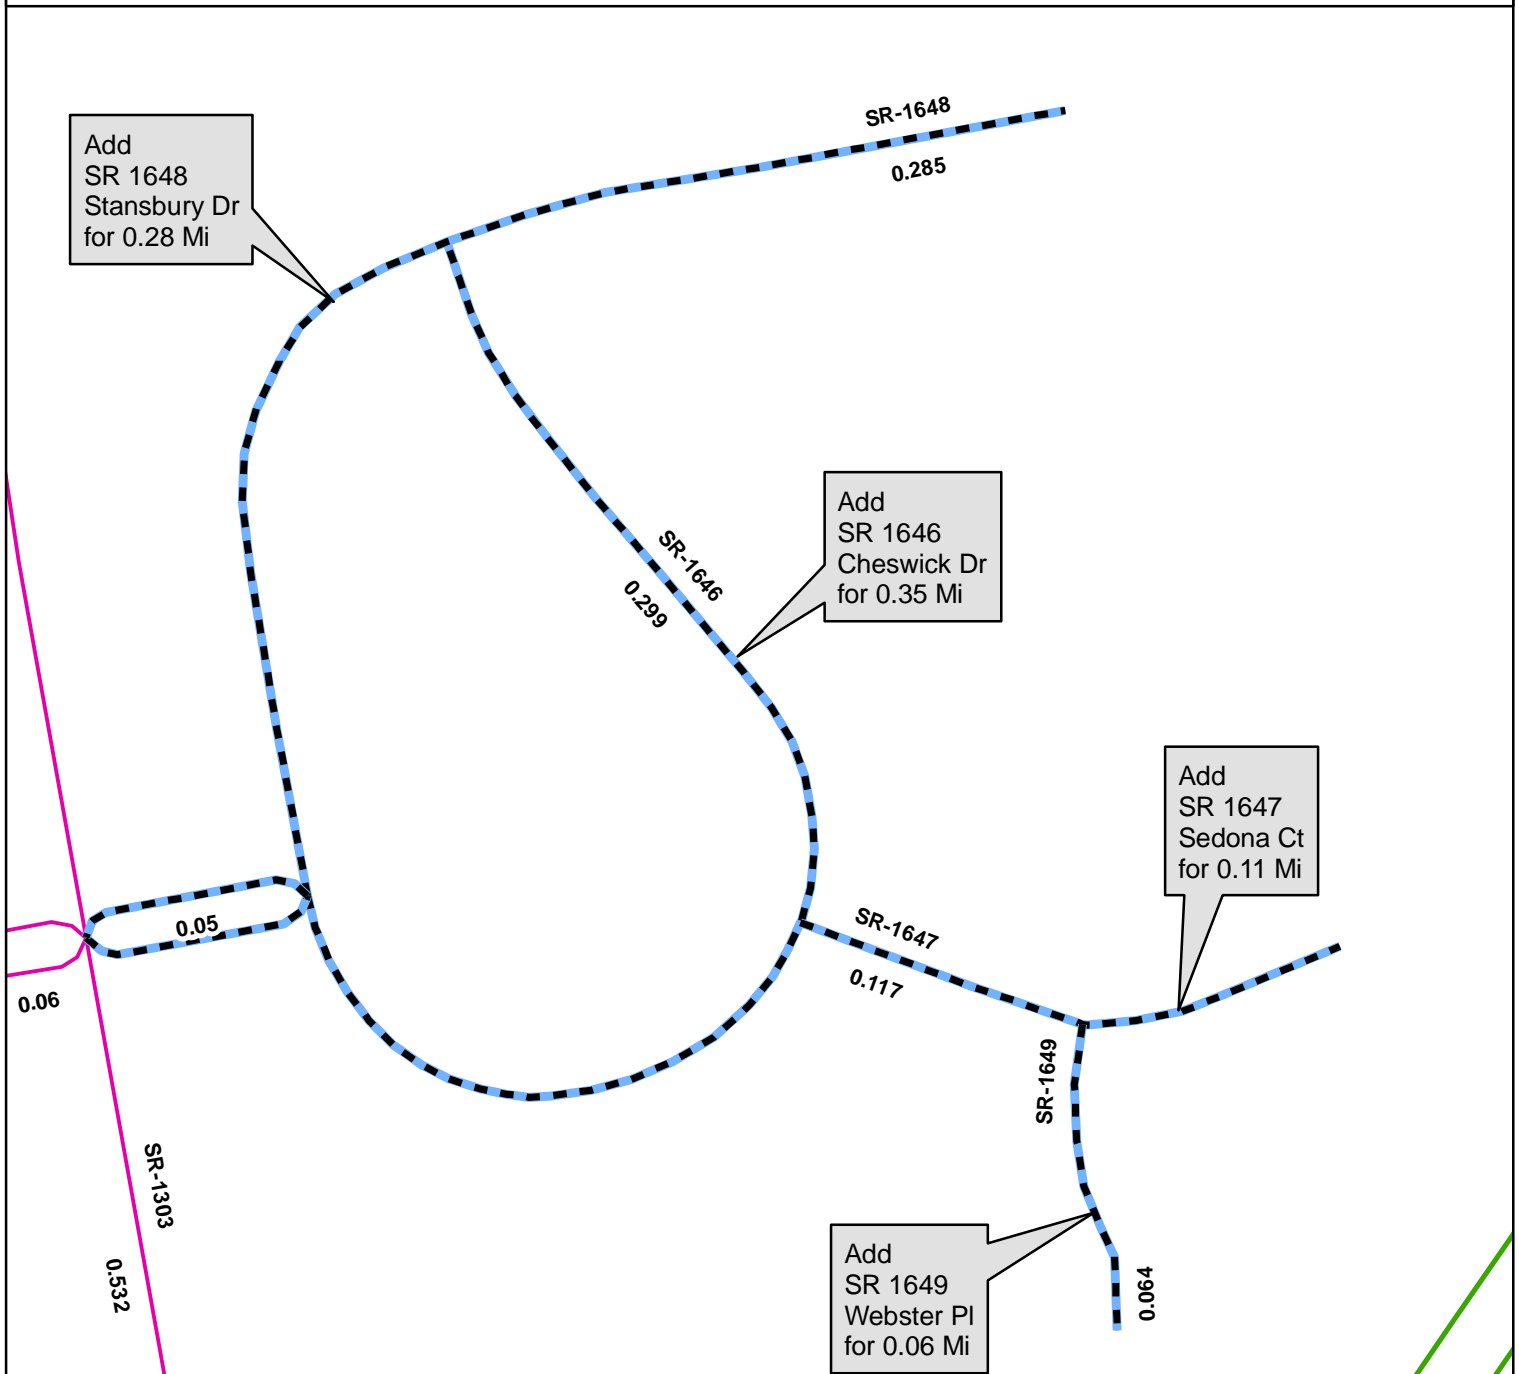 SR-1648
0.285
Add
SR 1648
Stansbury Dr
for 0.28 Mi
Add
SR 1646
Cheswick Dr
for 0.35 Mi
SR-1646
0.299
Add
SR 1647
Sedona Ct
for 0.11 Mi
0.05
SR-1647
0.117
0.06
SR-1649
SR-1303
0.532
Add
SR 1649
Webster Pl
for 0.06 Mi
0.064